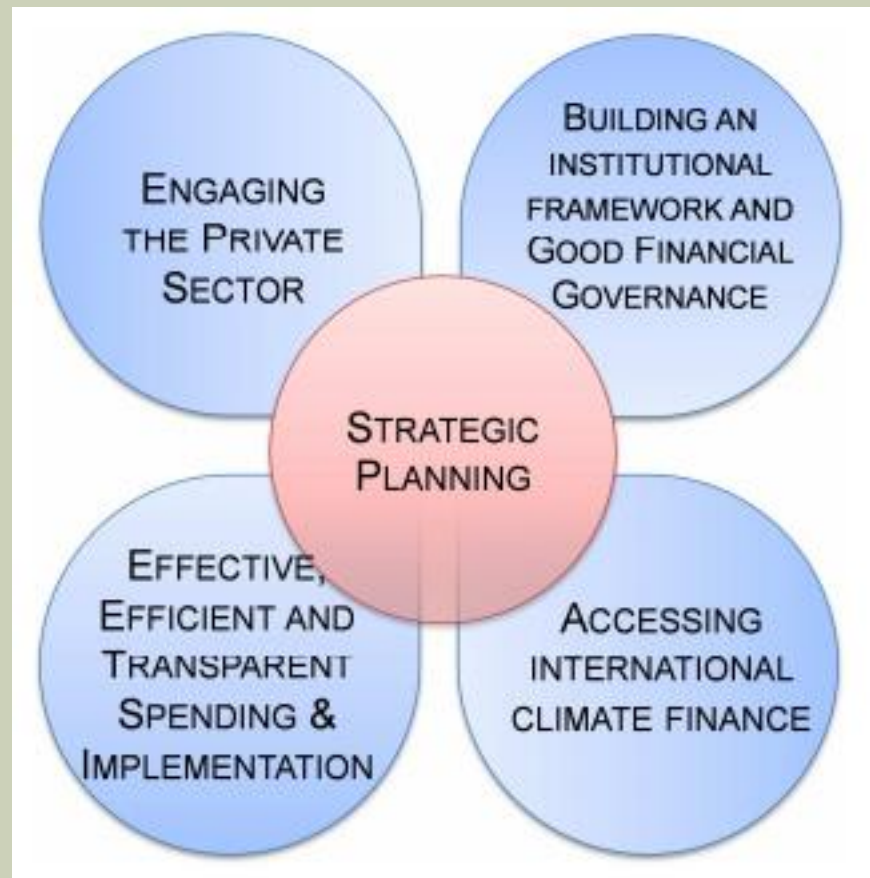 ENGAGING
THE PRIVATE
SECTOR
BUILDING AN
INSTITUTIONAL
FRAMEWORK AND
GOOD FINANCIAL
GOVERNANCE
STRATEGIC
PLANNING
EFFECTIVE,
EFFICIENT AND
TRANSPARENT
SPENDING &
IMPLEMENTATION
ACCESSING
INTERNATIONAL
CLIMATE FINANCE